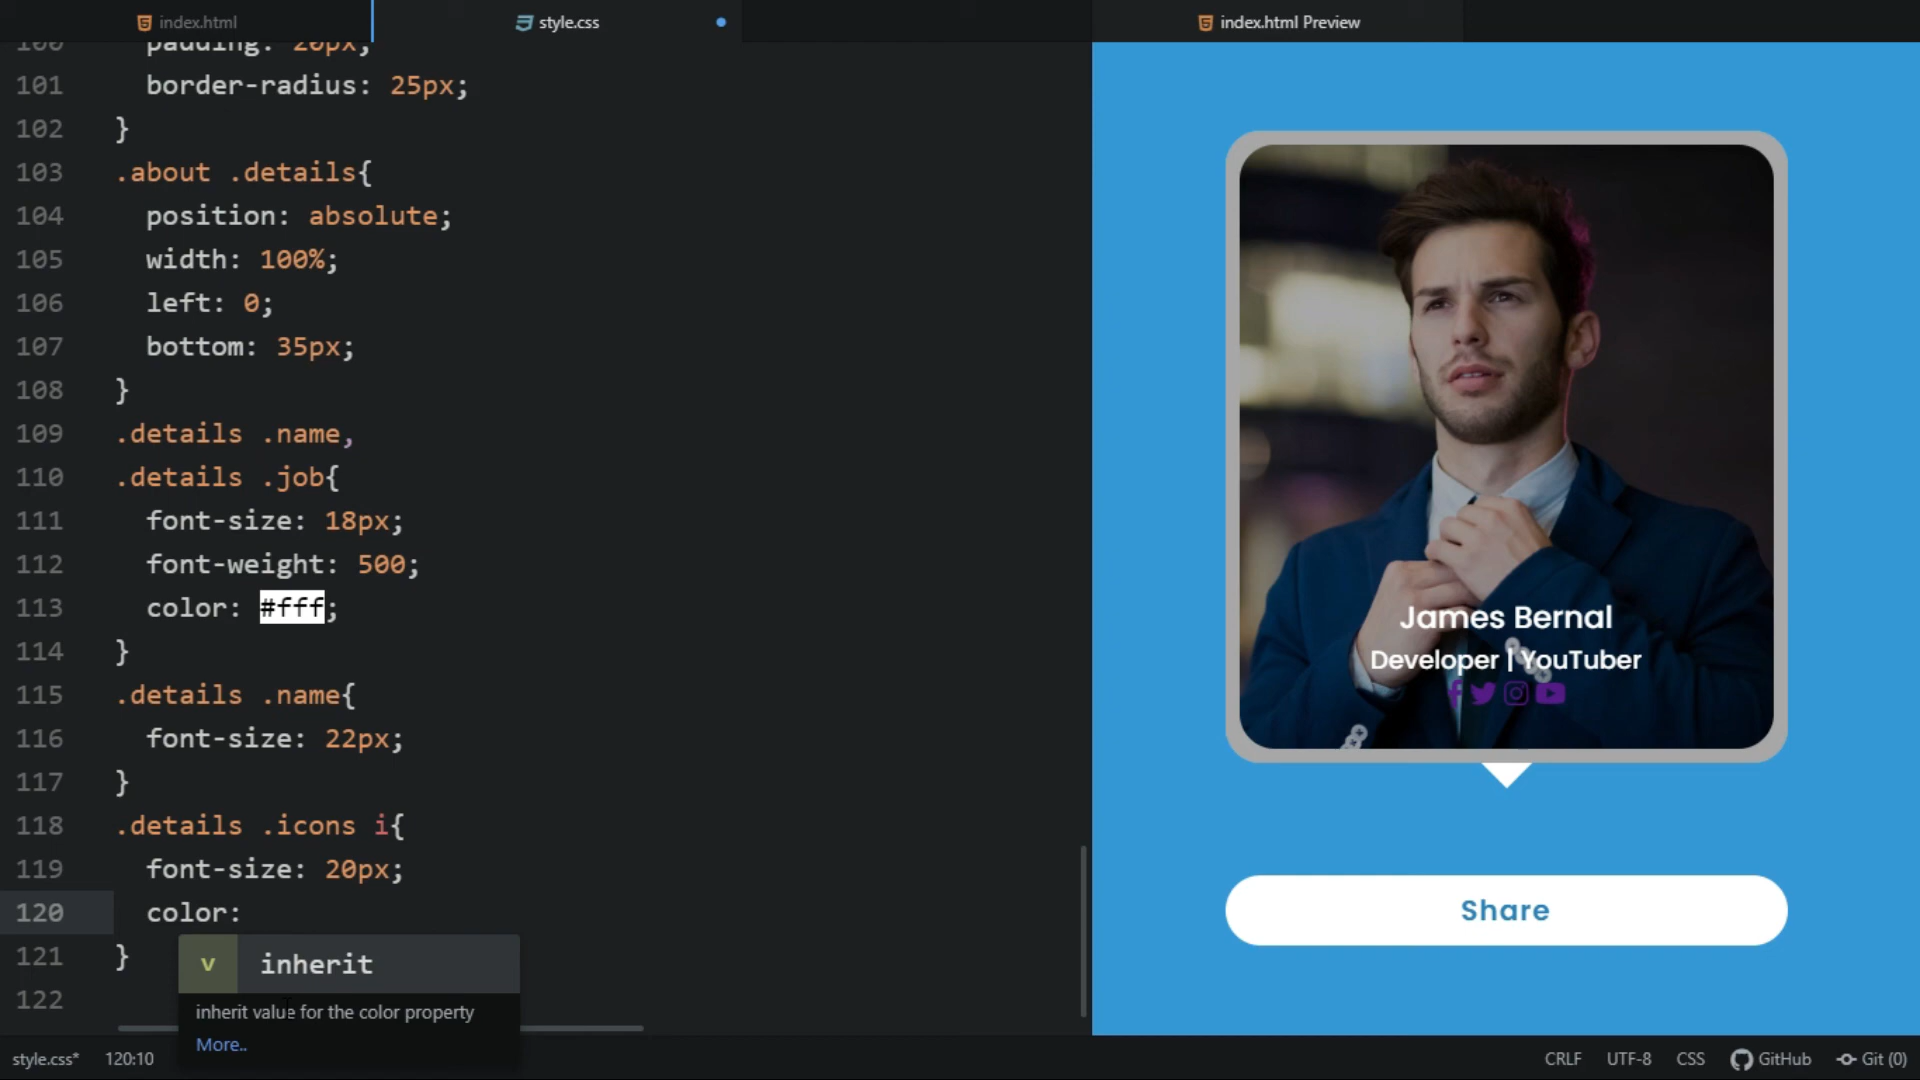 index.html
style.css
index.html Preview
100 padding: 20px;
101 border-radius: 25px;
102 }
103 .about .details{
104 position: absolute;
105 width: 100%;
106 left: 0;
107 bottom: 35px;
108 }
109 .details .name,
110 .details .job{
111 font-size: 18px;
112 font-weight: 500;
113 color: #fff;
114 }
115 .details .name{
116 font-size: 22px;
117 }
118 .details .icons i{
119 font-size: 20px;
120 color:
121 }
122
v inherit
inherit value for the color property
More..
James Bernal
Developer | YouTuber
Share
style.css* 120:10
CRLF UTF-8 CSS GitHub Git (0)